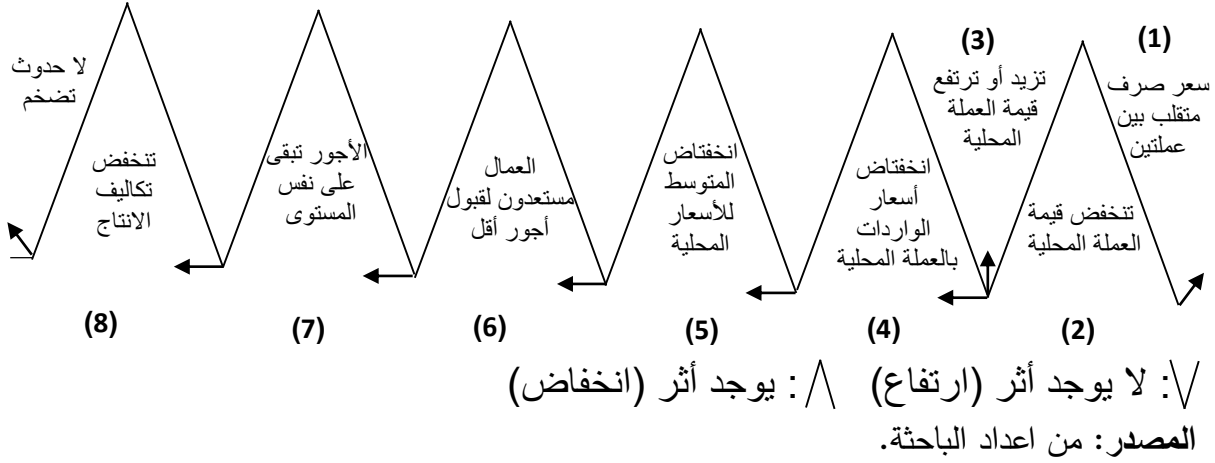 (1)
سعر صرف
متقلب بين
عملتين
تنخفض قيمة
العملة المحلية
(2)
(3)
تزيد أو ترتفع
قيمة العملة
المحلية
انخفتاض
أسعار
الواردات
بالعملة المحلية
(4)
انخفتاض
المتوسط
للأسعار
المحلية
(5)
العمال
مستعدون لقبول
أجور أقل
(6)
الأجور تبقى
على نفس
المستوى
(7)
تنخفض
تكاليف
الانتاج
(8)
لا حدوث
تضخم
: لا يوجد أثر (ارتفاع) : يوجد أثر (انخفاض)
المصدر: من اعداد الباحثة.